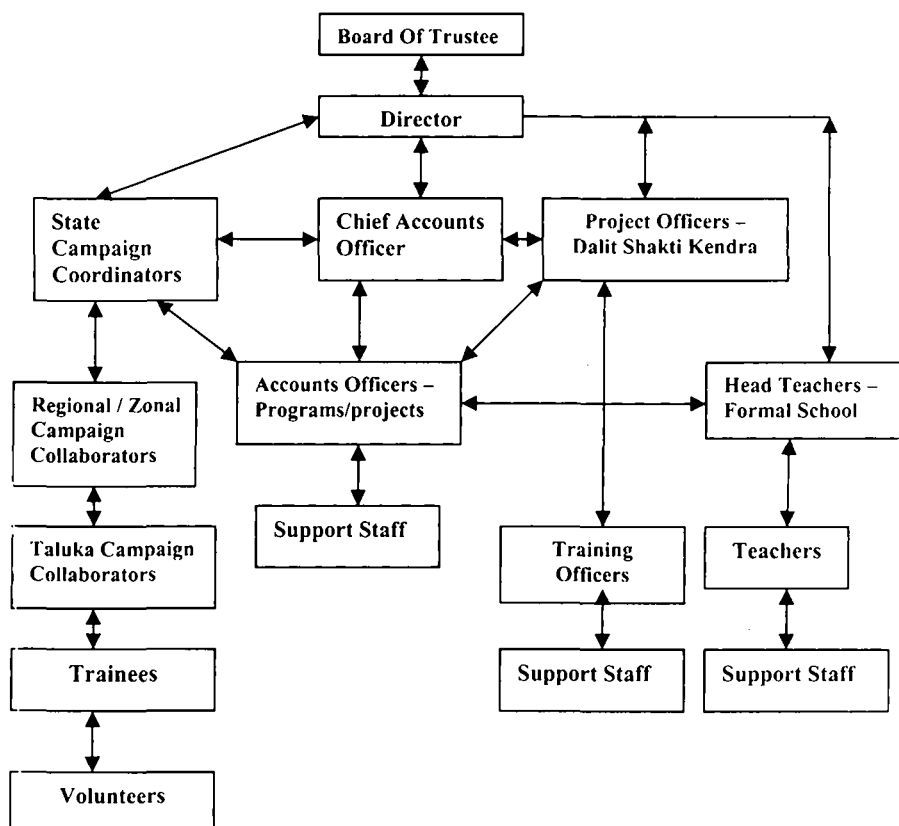 Board Of Trustee
Director
State
Campaign
Coordinators
Chief Accounts
Officer
Project Officers –
Dalit Shakti Kendra
Regional / Zonal
Campaign
Collaborators
Accounts Officers –
Programs/projects
Head Teachers –
Formal School
Support Staff
Taluka Campaign
Collaborators
Training
Officers
Teachers
Trainees
Support Staff
Support Staff
Volunteers